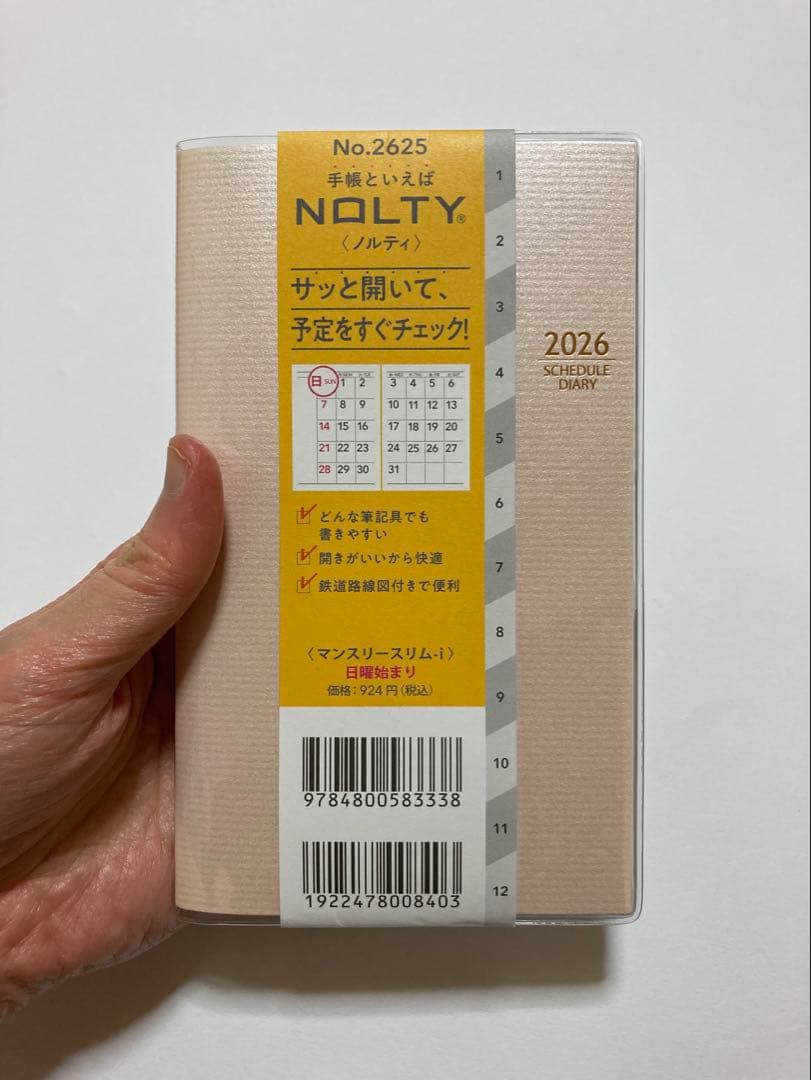 No.2625
手帳といえば
NOLTY®
〈ノルティ〉
サッと開いて、
予定をすぐチェック!
日 SUN
1 2 3 4 5 6
7 8 9 10 11 12 13
14 15 16 17 18 19 20
21 22 23 24 25 26 27
28 29 30 31
どんな筆記具でも
書きやすい
開きがいいから快適
鉄道路線図付きで便利
〈マンスリースリム-i〉
日曜始まり
価格:924円(税込)
9784800583338
1922478008403
1
2
3
4
5
6
7
8
9
10
11
12
2026
SCHEDULE
DIARY